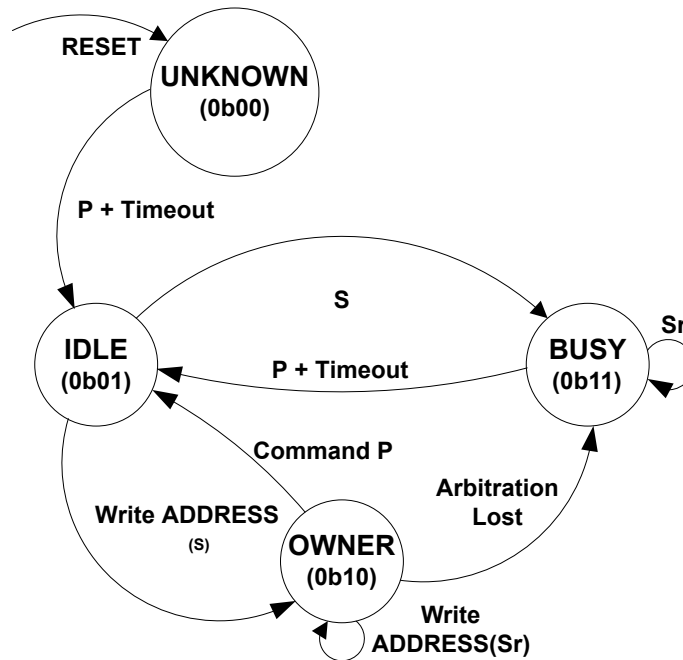 RESET
UNKNOWN
(0b00)
P + Timeout
S
Sr
IDLE
(0b01)
BUSY
(0b11)
P + Timeout
Command P
Arbitration
Lost
Write ADDRESS
(S)
OWNER
(0b10)
Write
ADDRESS(Sr)